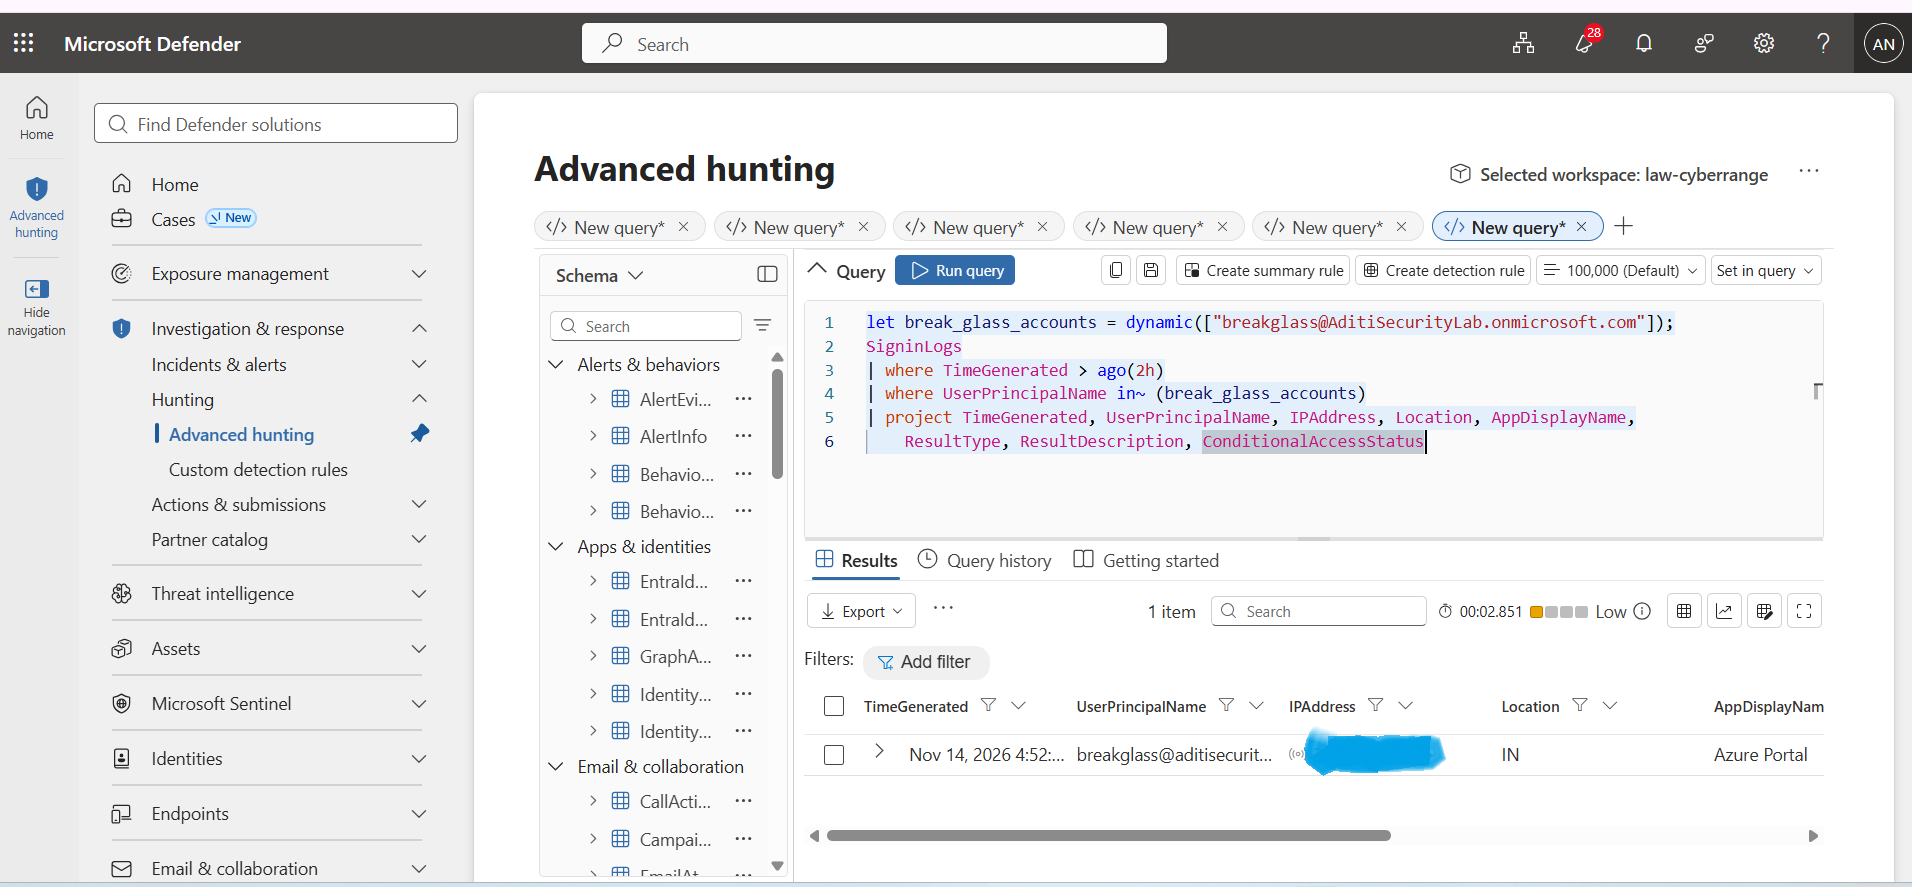 Microsoft Defender
Search
28
AN
Home
Advanced
hunting
Hide
navigation
Find Defender solutions
Home
Cases New
Exposure management
Investigation & response
Incidents & alerts
Hunting
Advanced hunting
Custom detection rules
Actions & submissions
Partner catalog
Threat intelligence
Assets
Microsoft Sentinel
Identities
Endpoints
Email & collaboration
Advanced hunting
Selected workspace: law-cyberrange
New query* New query* New query* New query* New query* New query*
Schema
Search
Alerts & behaviors
AlertEvi...
AlertInfo
Behavio...
Behavio...
Apps & identities
EntraId...
EntraId...
GraphA...
Identity...
Identity...
Email & collaboration
CallActi...
Campai...
EmailAt...
Query Run query Create summary rule Create detection rule 100,000 (Default) Set in query
1 let break_glass_accounts = dynamic(["breakglass@AditiSecurityLab.onmicrosoft.com"]);
2 SigninLogs
3 | where TimeGenerated > ago(2h)
4 | where UserPrincipalName in~ (break_glass_accounts)
5 | project TimeGenerated, UserPrincipalName, IPAddress, Location, AppDisplayName,
6 ResultType, ResultDescription, ConditionalAccessStatus
Results Query history Getting started
Export 1 item Search 00:02.851 Low
Filters: Add filter
TimeGenerated UserPrincipalName IPAddress Location AppDisplayNam
Nov 14, 2026 4:52:... breakglass@aditisecurit... IN Azure Portal